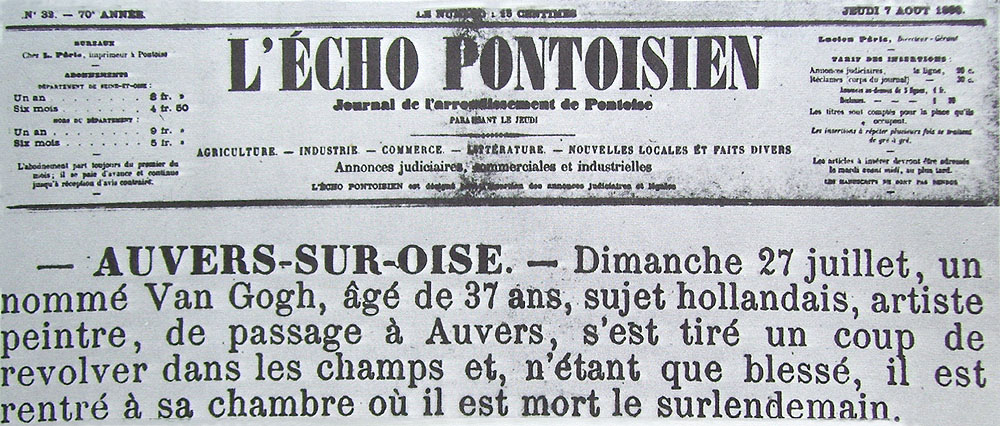 N° 32. — 70e ANNÉE.
LE NUMÉRO : 15 CENTIMES
JEUDI 7 AOUT
BUREAUX
Chez L. Pâris, imprimeur à Pontoise
ABONNEMENTS
DÉPARTEMENT DE SEINE-ET-OISE :
Un an . . . . . 8 fr. »
Six mois . . . . 4 fr. 50
HORS DU DÉPARTEMENT :
Un an . . . . . 9 fr. »
Six mois . . . . 5 fr. »
L'abonnement part toujours du premier du
mois; il se paie d'avance et continue
jusqu'à réception d'avis contraire.
L'ÉCHO PONTOISIEN
Journal de l'arrondissement de Pontoise
PARAISSANT LE JEUDI
AGRICULTURE. — INDUSTRIE. — COMMERCE. — LITTÉRATURE. — NOUVELLES LOCALES ET FAITS DIVERS
Annonces judiciaires, commerciales et industrielles
L'ÉCHO PONTOISIEN est désigné pour l'insertion des annonces judiciaires et légales
Lucien Pâris, Directeur-Gérant
TARIF DES INSERTIONS :
Annonces judiciaires, la ligne, 20 c.
Réclames (corps du journal) — 30 c.
Annonces au-dessous de 5 lignes, 1 fr.
Les titres sont comptés pour la place qu'ils
occupent.
Les insertions à répéter plusieurs fois se traitent
de gré à gré.
Les articles à insérer devront être adressés
le mardi avant midi, au plus tard.
LES MANUSCRITS NE SONT PAS RENDUS
— AUVERS-SUR-OISE. — Dimanche 27 juillet, un
nommé Van Gogh, âgé de 37 ans, sujet hollandais, artiste
peintre, de passage à Auvers, s'est tiré un coup de
revolver dans les champs et, n'étant que blessé, il est
rentré à sa chambre où il est mort le surlendemain.